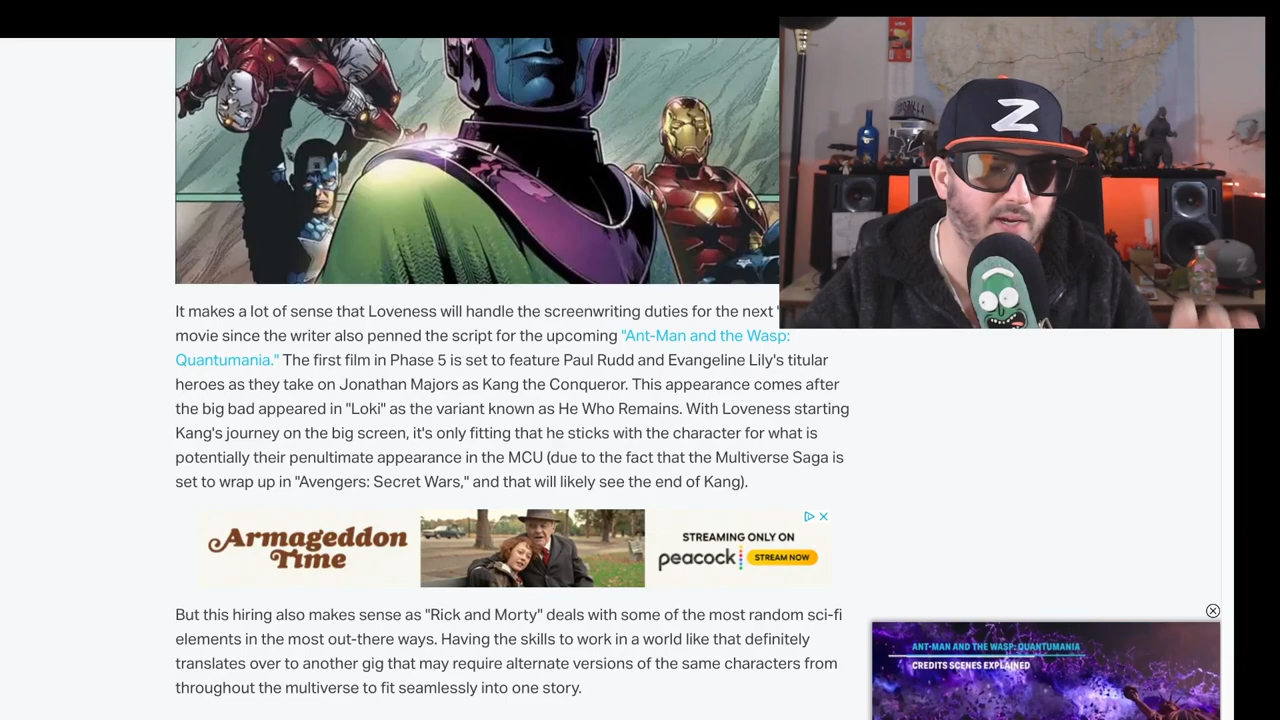 Z
It makes a lot of sense that Loveness will handle the screenwriting duties for the next "
movie since the writer also penned the script for the upcoming "Ant-Man and the Wasp:
Quantumania." The first film in Phase 5 is set to feature Paul Rudd and Evangeline Lily's titular
heroes as they take on Jonathan Majors as Kang the Conqueror. This appearance comes after
the big bad appeared in "Loki" as the variant known as He Who Remains. With Loveness starting
Kang's journey on the big screen, it's only fitting that he sticks with the character for what is
potentially their penultimate appearance in the MCU (due to the fact that the Multiverse Saga is
set to wrap up in "Avengers: Secret Wars," and that will likely see the end of Kang).
Armageddon
Time
STREAMING ONLY ON
peacock
STREAM NOW
But this hiring also makes sense as "Rick and Morty" deals with some of the most random sci-fi
elements in the most out-there ways. Having the skills to work in a world like that definitely
translates over to another gig that may require alternate versions of the same characters from
throughout the multiverse to fit seamlessly into one story.
ANT-MAN AND THE WASP: QUANTUMANIA
CREDITS SCENES EXPLAINED